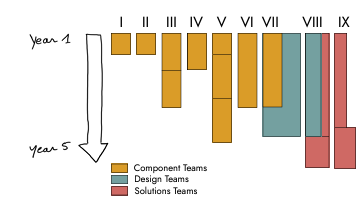 I II III IV V VI VII VIII IX
Year 1
Year 5
Component Teams
Design Teams
Solutions Teams